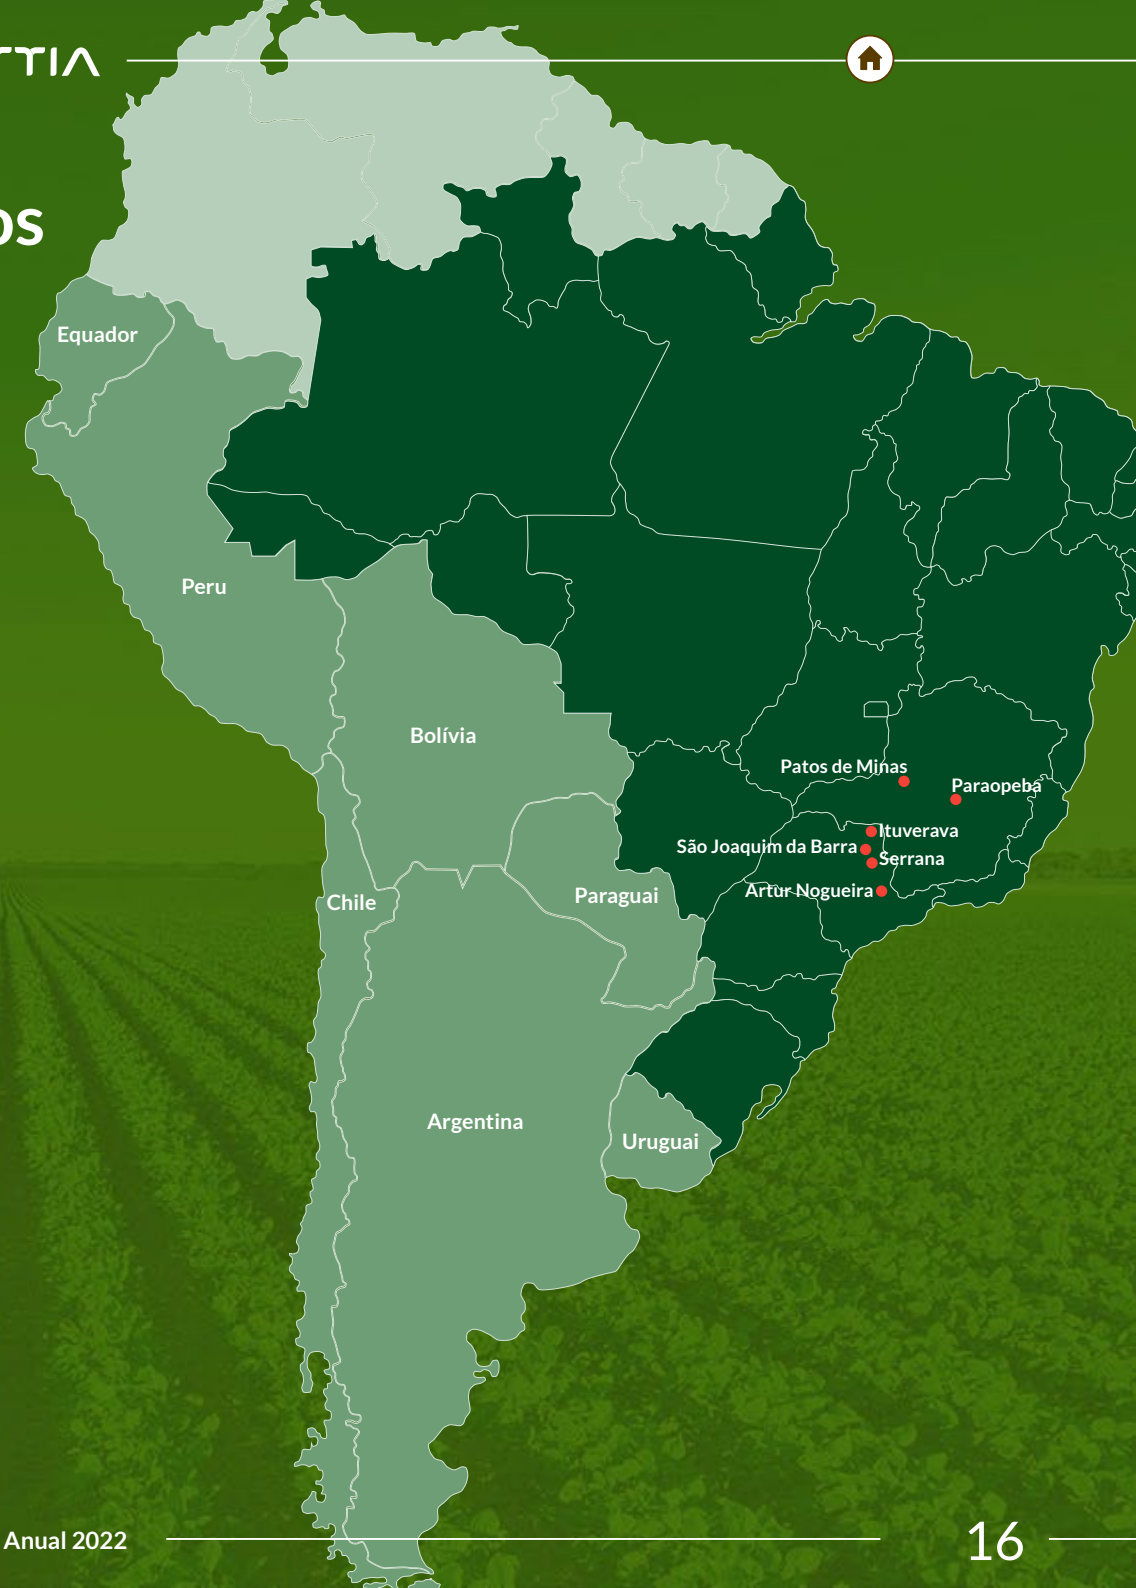 TTIA
OS
Equador
Peru
Bolívia
Patos de Minas
Paraopeba
Ituverava
São Joaquim da Barra
Serrana
Artur Nogueira
Paraguai
Chile
Argentina
Uruguai
Anual 2022
16